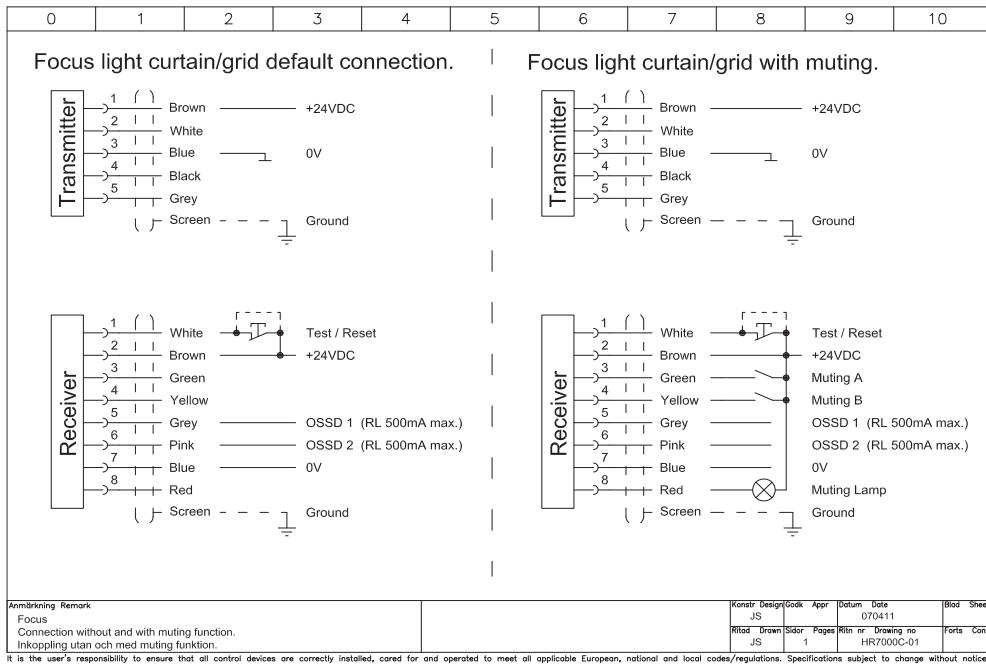 0 1 2 3 4 5 6 7 8 9 10
Focus light curtain/grid default connection.
Transmitter
1 Brown +24VDC
2 White
3 Blue 0V
4 Black
5 Grey
Screen Ground
Receiver
1 White Test / Reset
2 Brown +24VDC
3 Green
4 Yellow
5 Grey OSSD 1 (RL 500mA max.)
6 Pink OSSD 2 (RL 500mA max.)
7 Blue 0V
8 Red
Screen Ground
Focus light curtain/grid with muting.
Transmitter
1 Brown +24VDC
2 White
3 Blue 0V
4 Black
5 Grey
Screen Ground
Receiver
1 White Test / Reset
2 Brown +24VDC
3 Green Muting A
4 Yellow Muting B
5 Grey OSSD 1 (RL 500mA max.)
6 Pink OSSD 2 (RL 500mA max.)
7 Blue 0V
8 Red Muting Lamp
Screen Ground
Anmärkning Remark
Focus
Connection without and with muting function.
Inkoppling utan och med muting funktion.
Konstr Design Godk Appr Datum Date Blad Shee
JS 070411
Ritad Drawn Sidor Pages Ritn nr Drawing no Forts Con
JS 1 HR7000C-01
It is the user's responsibility to ensure that all control devices are correctly installed, cared for and operated to meet all applicable European, national and local codes/regulations. Specifications subject to change without notice